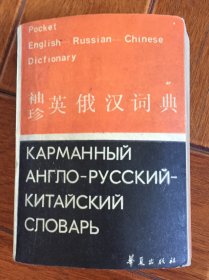 Pocket
English—Russian—Chinese
Dictionary
袖珍英俄汉词典
КАРМАННЫЙ
АНГЛО-РУССКИЙ-
КИТАЙСКИЙ
СЛОВАРЬ
华夏出版社